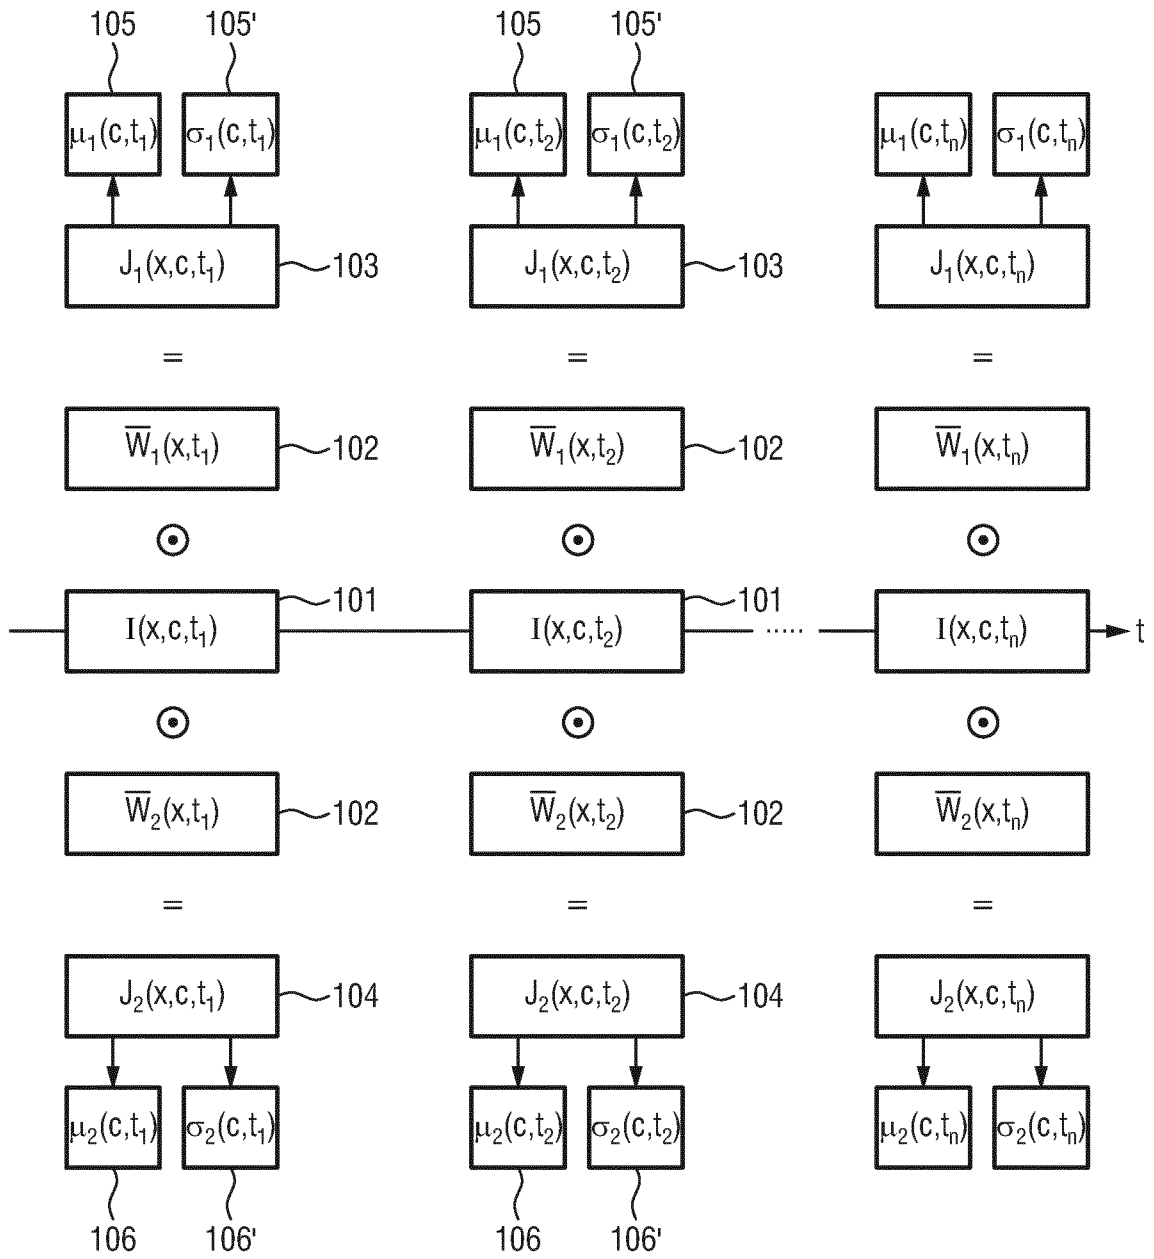 105 105' 105 105'
μ₁(c,t₁) σ₁(c,t₁) μ₁(c,t₂) σ₁(c,t₂) μ₁(c,tₙ) σ₁(c,tₙ)
J₁(x,c,t₁) 103 J₁(x,c,t₂) 103 J₁(x,c,tₙ)
= = =
W̅₁(x,t₁) 102 W̅₁(x,t₂) 102 W̅₁(x,tₙ)
⊙ ⊙ ⊙
I(x,c,t₁) 101 I(x,c,t₂) 101 ..... I(x,c,tₙ) t
⊙ ⊙ ⊙
W̅₂(x,t₁) 102 W̅₂(x,t₂) 102 W̅₂(x,tₙ)
= = =
J₂(x,c,t₁) 104 J₂(x,c,t₂) 104 J₂(x,c,tₙ)
μ₂(c,t₁) σ₂(c,t₁) μ₂(c,t₂) σ₂(c,t₂) μ₂(c,tₙ) σ₂(c,tₙ)
106 106' 106 106'